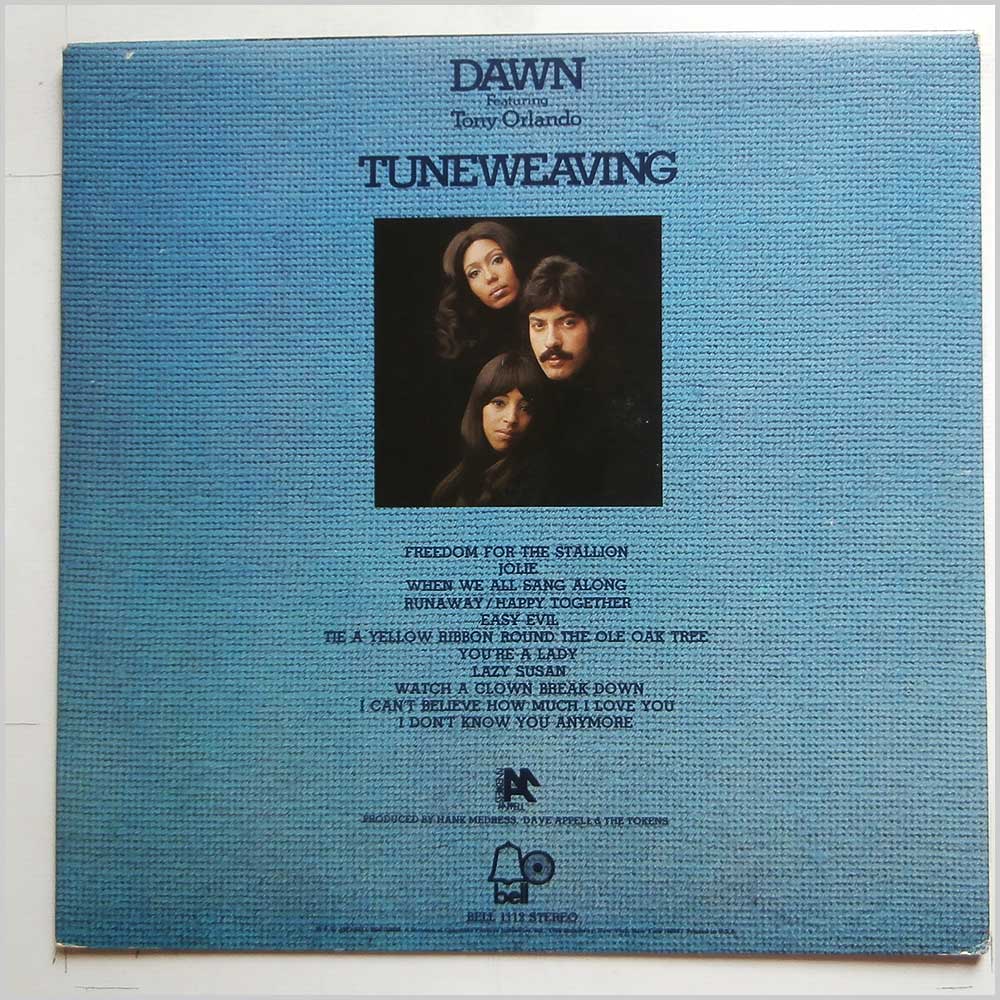 DAWN
Featuring
Tony Orlando
TUNEWEAVING
FREEDOM FOR THE STALLION
JOLIE
WHEN WE ALL SANG ALONG
RUNAWAY / HAPPY TOGETHER
EASY EVIL
TIE A YELLOW RIBBON ROUND THE OLE OAK TREE
YOU'RE A LADY
LAZY SUSAN
WATCH A CLOWN BREAK DOWN
I CAN'T BELIEVE HOW MUCH I LOVE YOU
I DON'T KNOW YOU ANYMORE
PRODUCED BY HANK MEDRESS, DAVE APPELL & THE TOKENS
bell
BELL 1112 STEREO